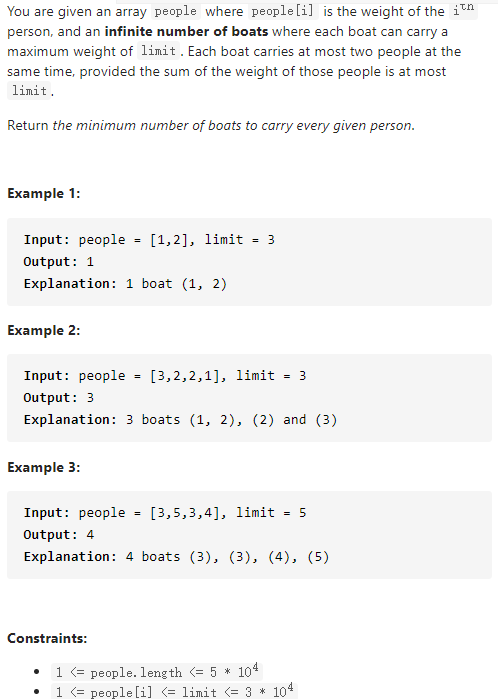 You are given an array people where people[i] is the weight of the ith
person, and an infinite number of boats where each boat can carry a
maximum weight of limit. Each boat carries at most two people at the
same time, provided the sum of the weight of those people is at most
limit.
Return the minimum number of boats to carry every given person.
Example 1:
Input: people = [1,2], limit = 3
Output: 1
Explanation: 1 boat (1, 2)
Example 2:
Input: people = [3,2,2,1], limit = 3
Output: 3
Explanation: 3 boats (1, 2), (2) and (3)
Example 3:
Input: people = [3,5,3,4], limit = 5
Output: 4
Explanation: 4 boats (3), (3), (4), (5)
Constraints:
• 1 <= people.length <= 5 * 10⁴
• 1 <= people[i] <= limit <= 3 * 10⁴